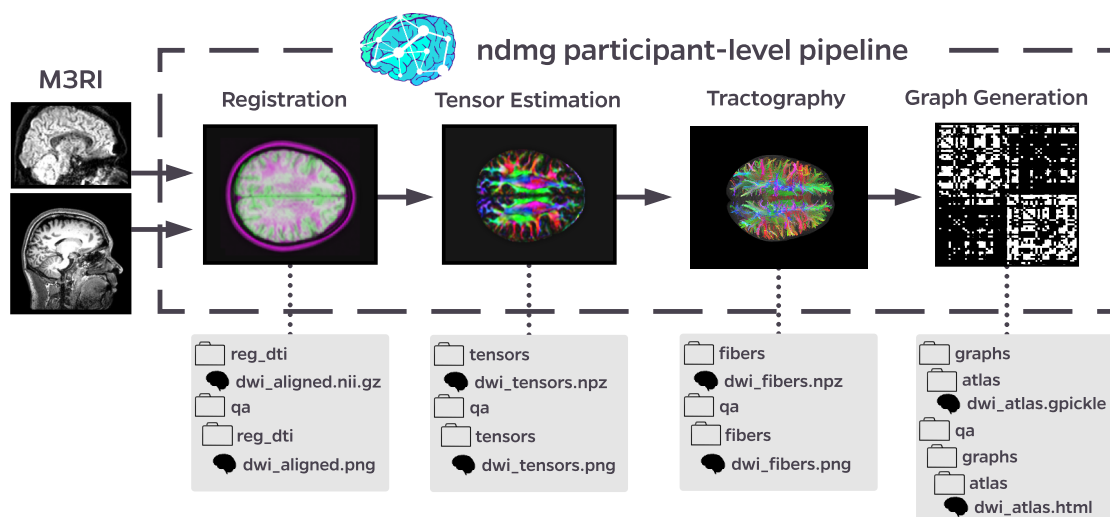 ndmg participant-level pipeline
M3RI
Registration
Tensor Estimation
Tractography
Graph Generation
reg_dti
dwi_aligned.nii.gz
qa
reg_dti
dwi_aligned.png
tensors
dwi_tensors.npz
qa
tensors
dwi_tensors.png
fibers
dwi_fibers.npz
qa
fibers
dwi_fibers.png
graphs
atlas
dwi_atlas.gpickle
qa
graphs
atlas
dwi_atlas.html